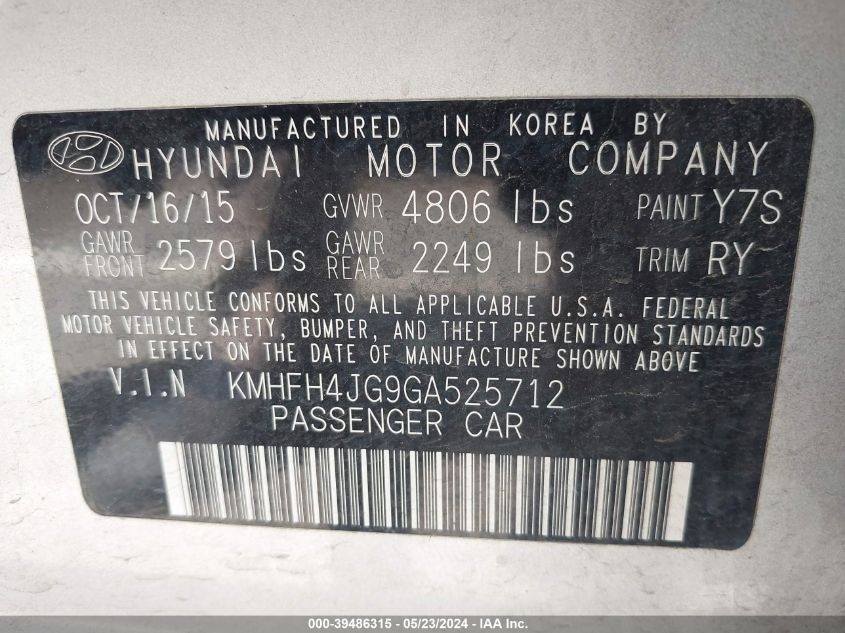 MANUFACTURED IN KOREA BY
HYUNDAI MOTOR COMPANY
OCT/16/15 GVWR 4806 lbs PAINT Y7S
GAWR FRONT 2579 lbs GAWR REAR 2249 lbs TRIM RY
THIS VEHICLE CONFORMS TO ALL APPLICABLE U.S.A. FEDERAL
MOTOR VEHICLE SAFETY, BUMPER, AND THEFT PREVENTION STANDARDS
IN EFFECT ON THE DATE OF MANUFACTURE SHOWN ABOVE
V.I.N KMHFH4JG9GA525712
PASSENGER CAR
000-39486315 - 05/23/2024 - IAA Inc.